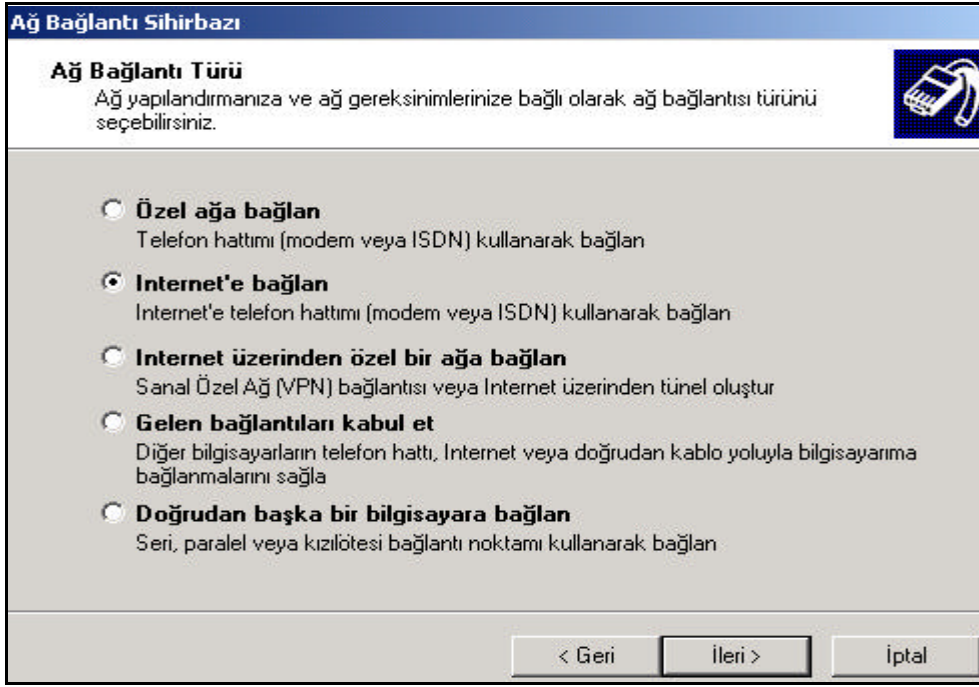 Ağ Bağlantı Sihirbazı
Ağ Bağlantı Türü
Ağ yapılandırmanıza ve ağ gereksinimlerinize bağlı olarak ağ bağlantısı türünü
seçebilirsiniz.
Özel ağa bağlan
Telefon hattımı (modem veya ISDN) kullanarak bağlan
Internet'e bağlan
Internet'e telefon hattımı (modem veya ISDN) kullanarak bağlan
Internet üzerinden özel bir ağa bağlan
Sanal Özel Ağ (VPN) bağlantısı veya Internet üzerinden tünel oluştur
Gelen bağlantıları kabul et
Diğer bilgisayarların telefon hattı, Internet veya doğrudan kablo yoluyla bilgisayarıma
bağlanmalarını sağla
Doğrudan başka bir bilgisayara bağlan
Seri, paralel veya kızılötesi bağlantı noktamı kullanarak bağlan
< Geri
İleri >
İptal